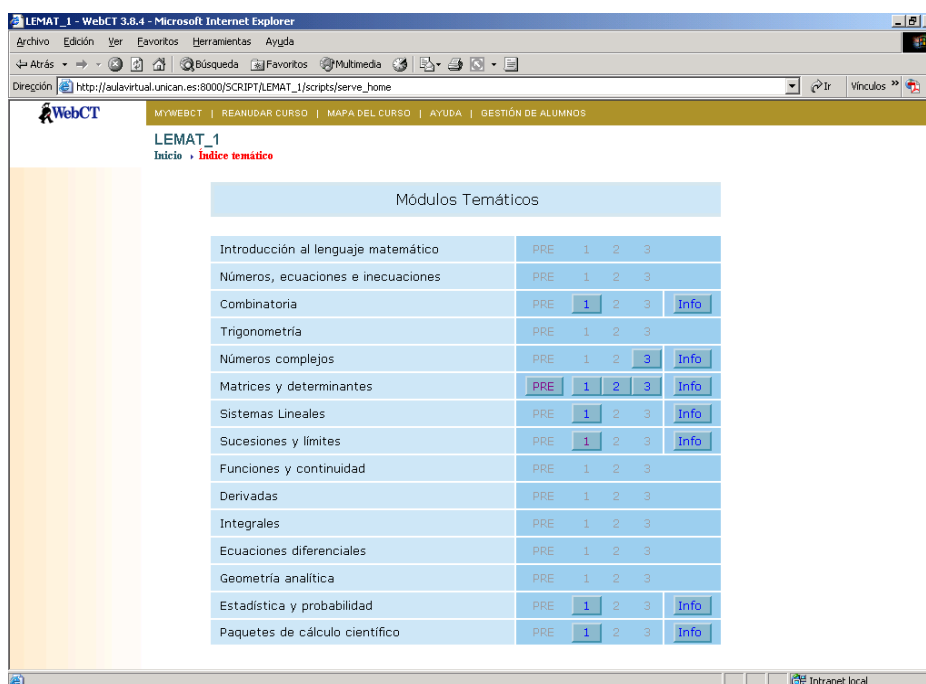 LEMAT_1 - WebCT 3.8.4 - Microsoft Internet Explorer
Archivo Edición Ver Favoritos Herramientas Ayuda
Atrás Búsqueda Favoritos Multimedia
Dirección http://aulavirtual.unican.es:8000/SCRIPT/LEMAT_1/scripts/serve_home Ir Vínculos »
WebCT MYWEBCT | REANUDAR CURSO | MAPA DEL CURSO | AYUDA | GESTIÓN DE ALUMNOS
LEMAT_1
Inicio › Índice temático
Módulos Temáticos
Introducción al lenguaje matemático PRE 1 2 3
Números, ecuaciones e inecuaciones PRE 1 2 3
Combinatoria PRE 1 2 3 Info
Trigonometría PRE 1 2 3
Números complejos PRE 1 2 3 Info
Matrices y determinantes PRE 1 2 3 Info
Sistemas Lineales PRE 1 2 3 Info
Sucesiones y límites PRE 1 2 3 Info
Funciones y continuidad PRE 1 2 3
Derivadas PRE 1 2 3
Integrales PRE 1 2 3
Ecuaciones diferenciales PRE 1 2 3
Geometría analítica PRE 1 2 3
Estadística y probabilidad PRE 1 2 3 Info
Paquetes de cálculo científico PRE 1 2 3 Info
Intranet local